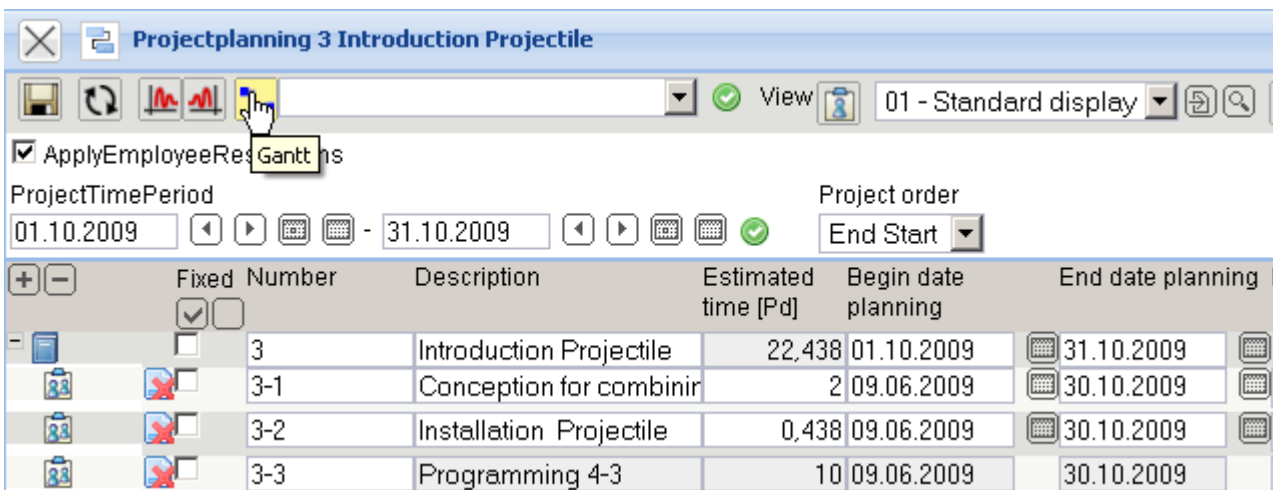 Projectplanning 3 Introduction Projectile
View 01 - Standard display
ApplyEmployeeRes ns
Gantt
ProjectTimePeriod Project order
01.10.2009 - 31.10.2009 End Start
Fixed Number Description Estimated Begin date End date planning
time [Pd] planning
3 Introduction Projectile 22,438 01.10.2009 31.10.2009
3-1 Conception for combinin 2 09.06.2009 30.10.2009
3-2 Installation Projectile 0,438 09.06.2009 30.10.2009
3-3 Programming 4-3 10 09.06.2009 30.10.2009